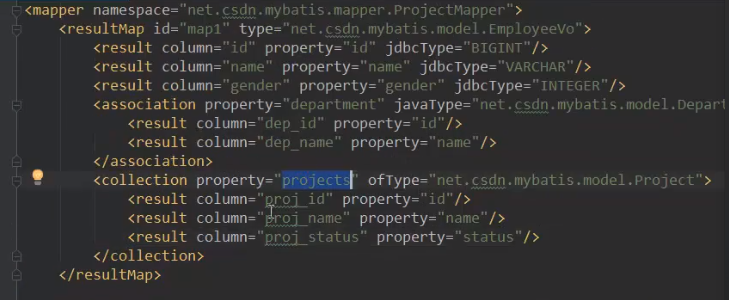 <mapper namespace="net.csdn.mybatis.mapper.ProjectMapper">
<resultMap id="map1" type="net.csdn.mybatis.model.EmployeeVo">
<result column="id" property="id" jdbcType="BIGINT"/>
<result column="name" property="name" jdbcType="VARCHAR"/>
<result column="gender" property="gender" jdbcType="INTEGER"/>
<association property="department" javaType="net.csdn.mybatis.model.Depar
<result column="dep_id" property="id"/>
<result column="dep_name" property="name"/>
</association>
<collection property="projects" ofType="net.csdn.mybatis.model.Project">
<result column="proj_id" property="id"/>
<result column="proj_name" property="name"/>
<result column="proj_status" property="status"/>
</collection>
</resultMap>